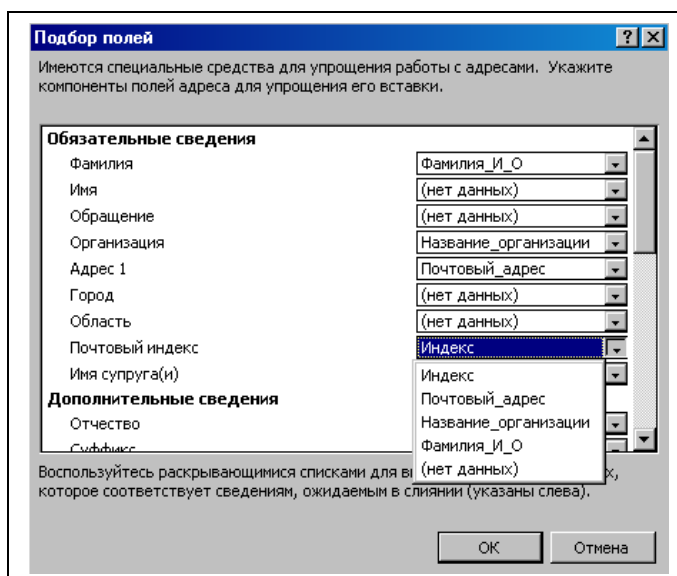 Подбор полей
Имеются специальные средства для упрощения работы с адресами. Укажите
компоненты полей адреса для упрощения его вставки.
Обязательные сведения
Фамилия Фамилия_И_О
Имя (нет данных)
Обращение (нет данных)
Организация Название_организации
Адрес 1 Почтовый_адрес
Город (нет данных)
Область (нет данных)
Почтовый индекс Индекс
Имя супруга(и) Индекс
Почтовый_адрес
Дополнительные сведения
Название_организации
Отчество
Фамилия_И_О
Суффикс
(нет данных)
Воспользуйтесь раскрывающимися списками для х,
которое соответствует сведениям, ожидаемым в слиянии (указаны слева).
ОК Отмена